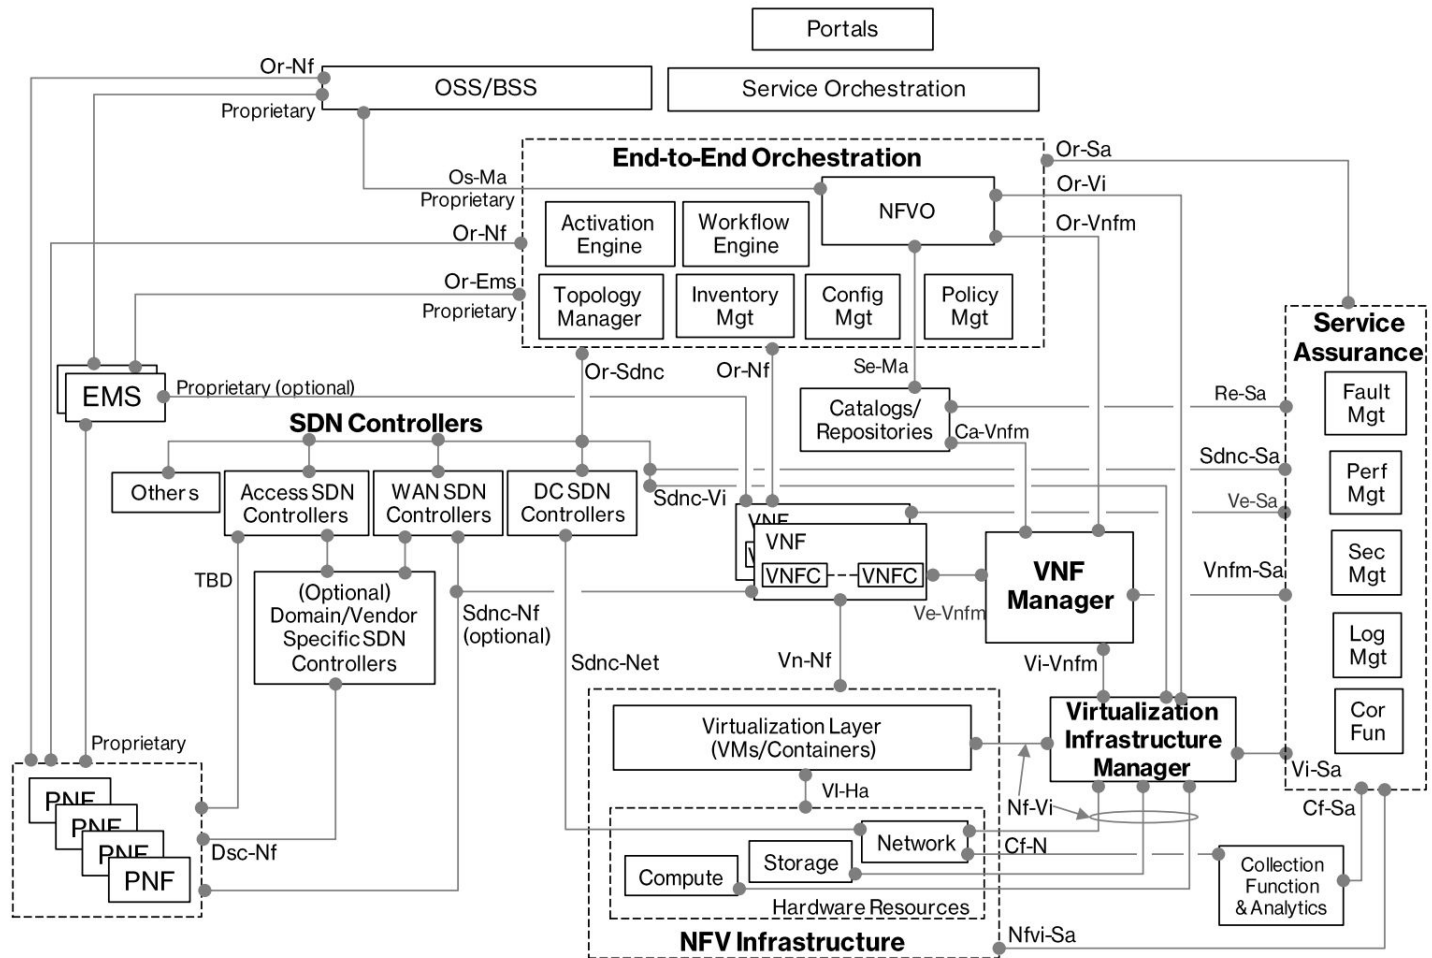 Portals
Or-Nf
OSS/BSS
Service Orchestration
Proprietary
End-to-End Orchestration
Or-Sa
Os-Ma
Proprietary
NFVO
Or-Vi
Activation
Engine
Workflow
Engine
Or-Nf
Or-Vnfm
Or-Ems
Proprietary
Topology
Manager
Inventory
Mgt
Config
Mgt
Policy
Mgt
Service
Assurance
Or-Sdnc
Or-Nf
Se-Ma
EMS
Proprietary (optional)
Catalogs/
Repositories
Re-Sa
Fault
Mgt
SDN Controllers
Ca-Vnfm
Sdnc-Sa
Others
Access SDN
Controllers
WAN SDN
Controllers
DC SDN
Controllers
Sdnc-Vi
Perf
Mgt
Ve-Sa
VNF
VNF
VNFC
VNFC
VNF
Manager
Sec
Mgt
TBD
(Optional)
Domain/Vendor
Specific SDN
Controllers
Sdnc-Nf
(optional)
Ve-Vnfm
Vnfm-Sa
Log
Mgt
Sdnc-Net
Vn-Nf
Vi-Vnfm
Cor
Fun
Virtualization Layer
(VMs/Containers)
Virtualization
Infrastructure
Manager
Proprietary
Vi-Sa
PNF
PNF
PNF
PNF
VI-Ha
Nf-Vi
Cf-Sa
Dsc-Nf
Network
Cf-N
Storage
Compute
Collection
Function
& Analytics
Hardware Resources
NFV Infrastructure
Nfvi-Sa